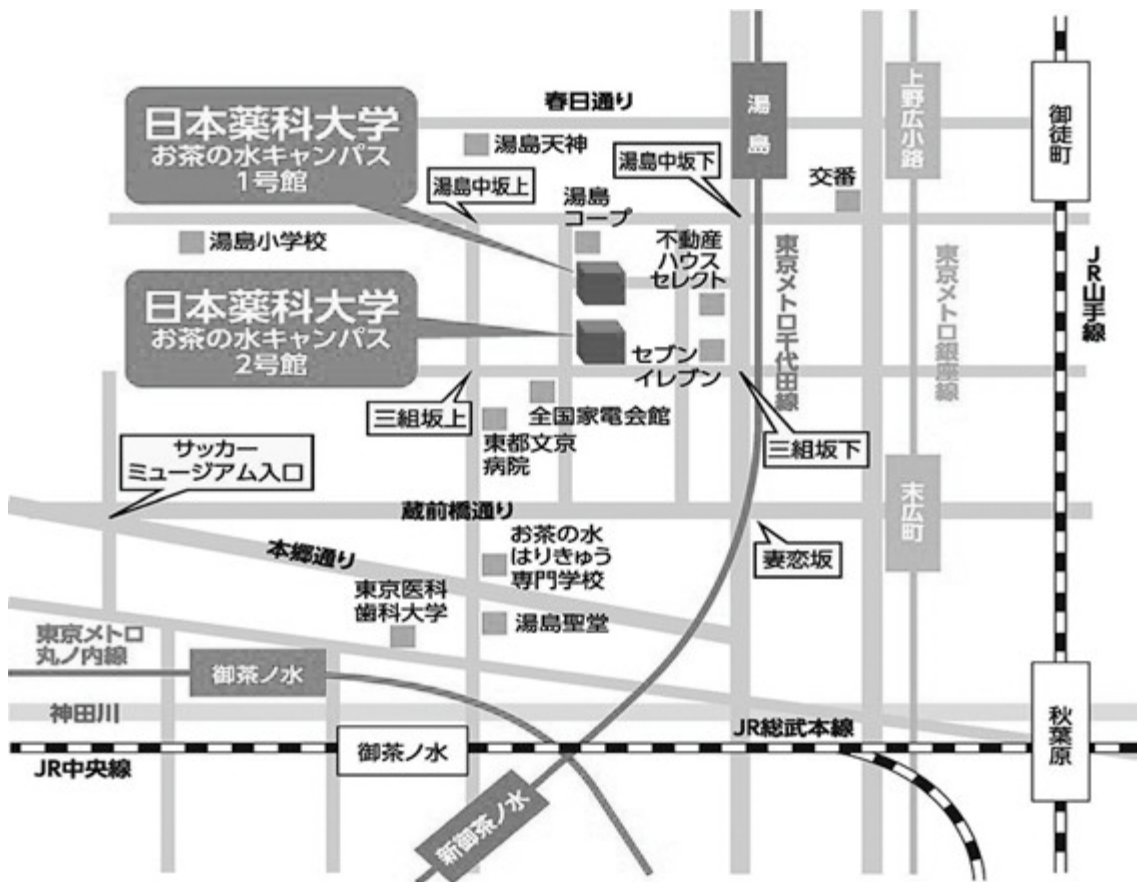 春日通り
湯島
上野広小路
御徒町
日本薬科大学
お茶の水キャンパス
1号館
湯島天神
湯島中坂上
湯島中坂下
交番
湯島
コープ
湯島小学校
不動産
ハウス
セレクト
東京メトロ千代田線
東京メトロ銀座線
JR山手線
日本薬科大学
お茶の水キャンパス
2号館
セブン
イレブン
三組坂上
全国家電会館
東都文京
病院
三組坂下
サッカー
ミュージアム入口
蔵前橋通り
末広町
本郷通り
お茶の水
はりきゅう
専門学校
妻恋坂
東京医科
歯科大学
湯島聖堂
東京メトロ
丸ノ内線
御茶ノ水
神田川
秋葉原
JR中央線
御茶ノ水
JR総武本線
新御茶ノ水